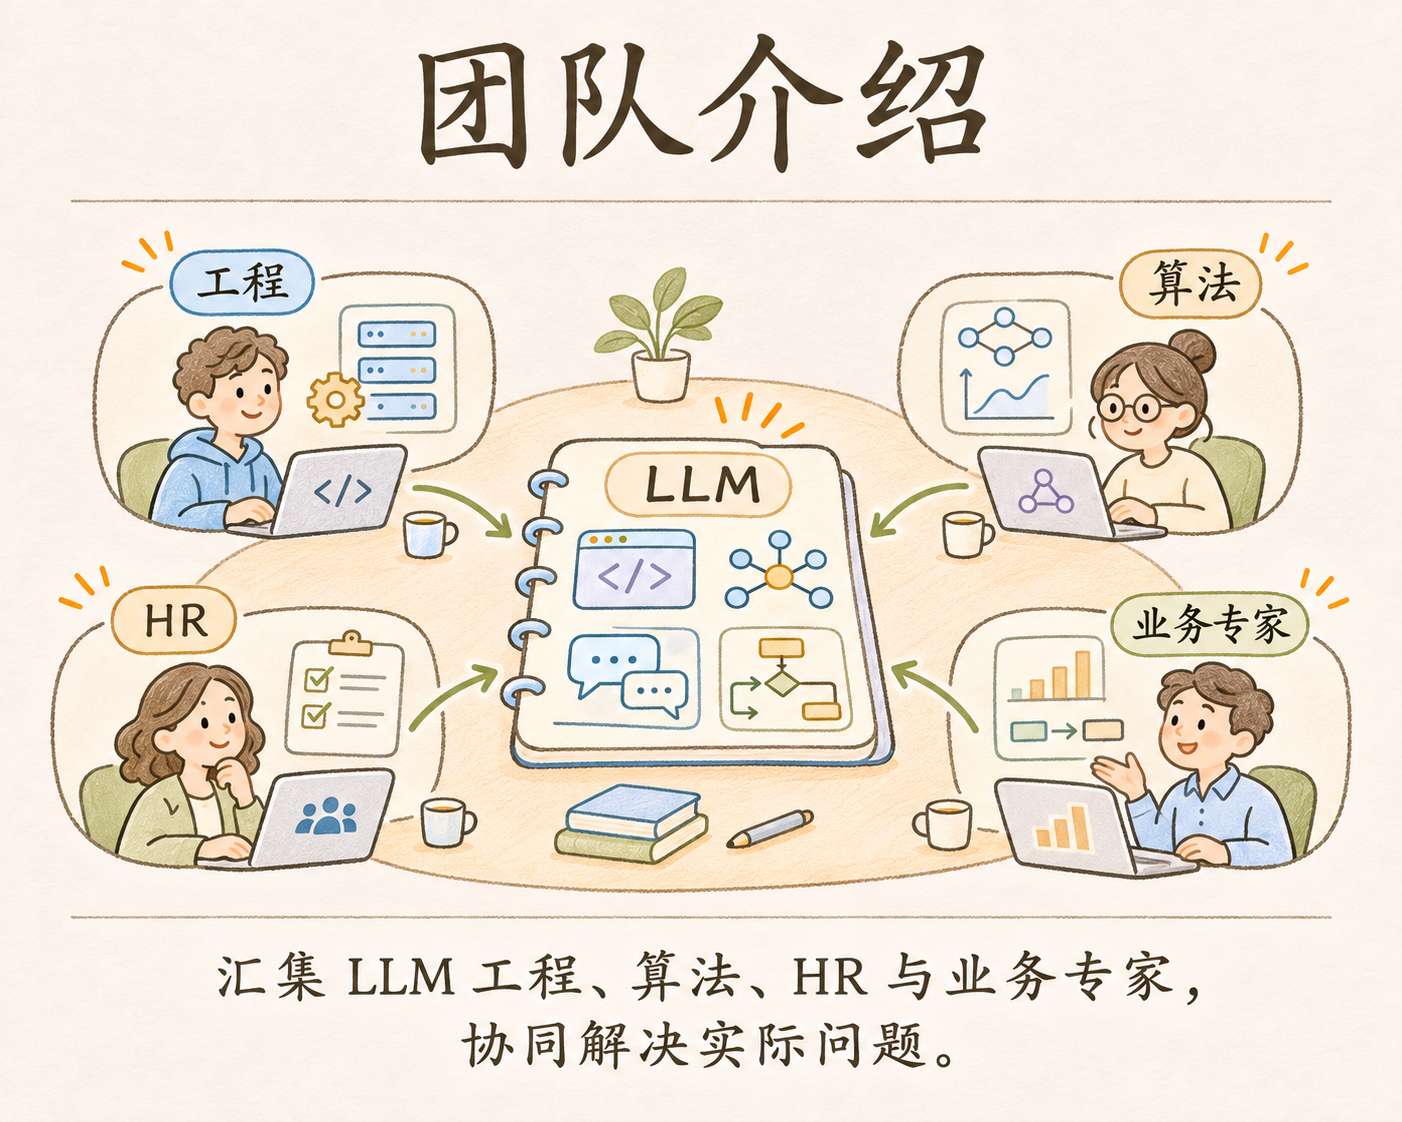 团队介绍
工程
算法
</>
LLM
</>
HR
业务专家
汇集 LLM 工程、算法、HR 与业务专家，
协同解决实际问题。